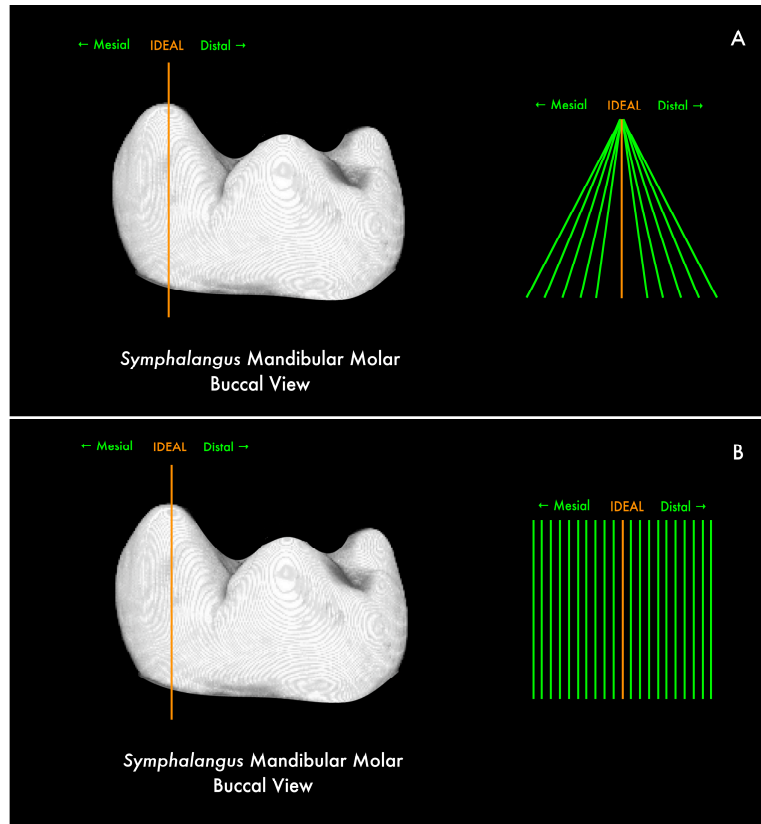 A
← Mesial IDEAL Distal →
← Mesial IDEAL Distal →
Symphalangus Mandibular Molar
Buccal View
B
← Mesial IDEAL Distal →
← Mesial IDEAL Distal →
Symphalangus Mandibular Molar
Buccal View